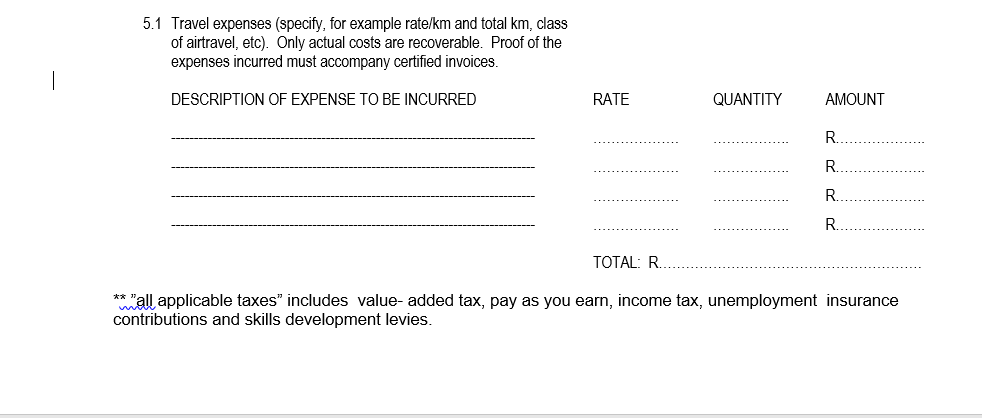 5.1 Travel expenses (specify, for example rate/km and total km, class
of airtravel, etc). Only actual costs are recoverable. Proof of the
expenses incurred must accompany certified invoices.
DESCRIPTION OF EXPENSE TO BE INCURRED RATE QUANTITY AMOUNT
--------------------------------------------------------------------------------- ................... ................. R....................
--------------------------------------------------------------------------------- ................... ................. R....................
--------------------------------------------------------------------------------- ................... ................. R....................
--------------------------------------------------------------------------------- ................... ................. R....................
TOTAL: R..........................................................
** ”all applicable taxes” includes value- added tax, pay as you earn, income tax, unemployment insurance
contributions and skills development levies.